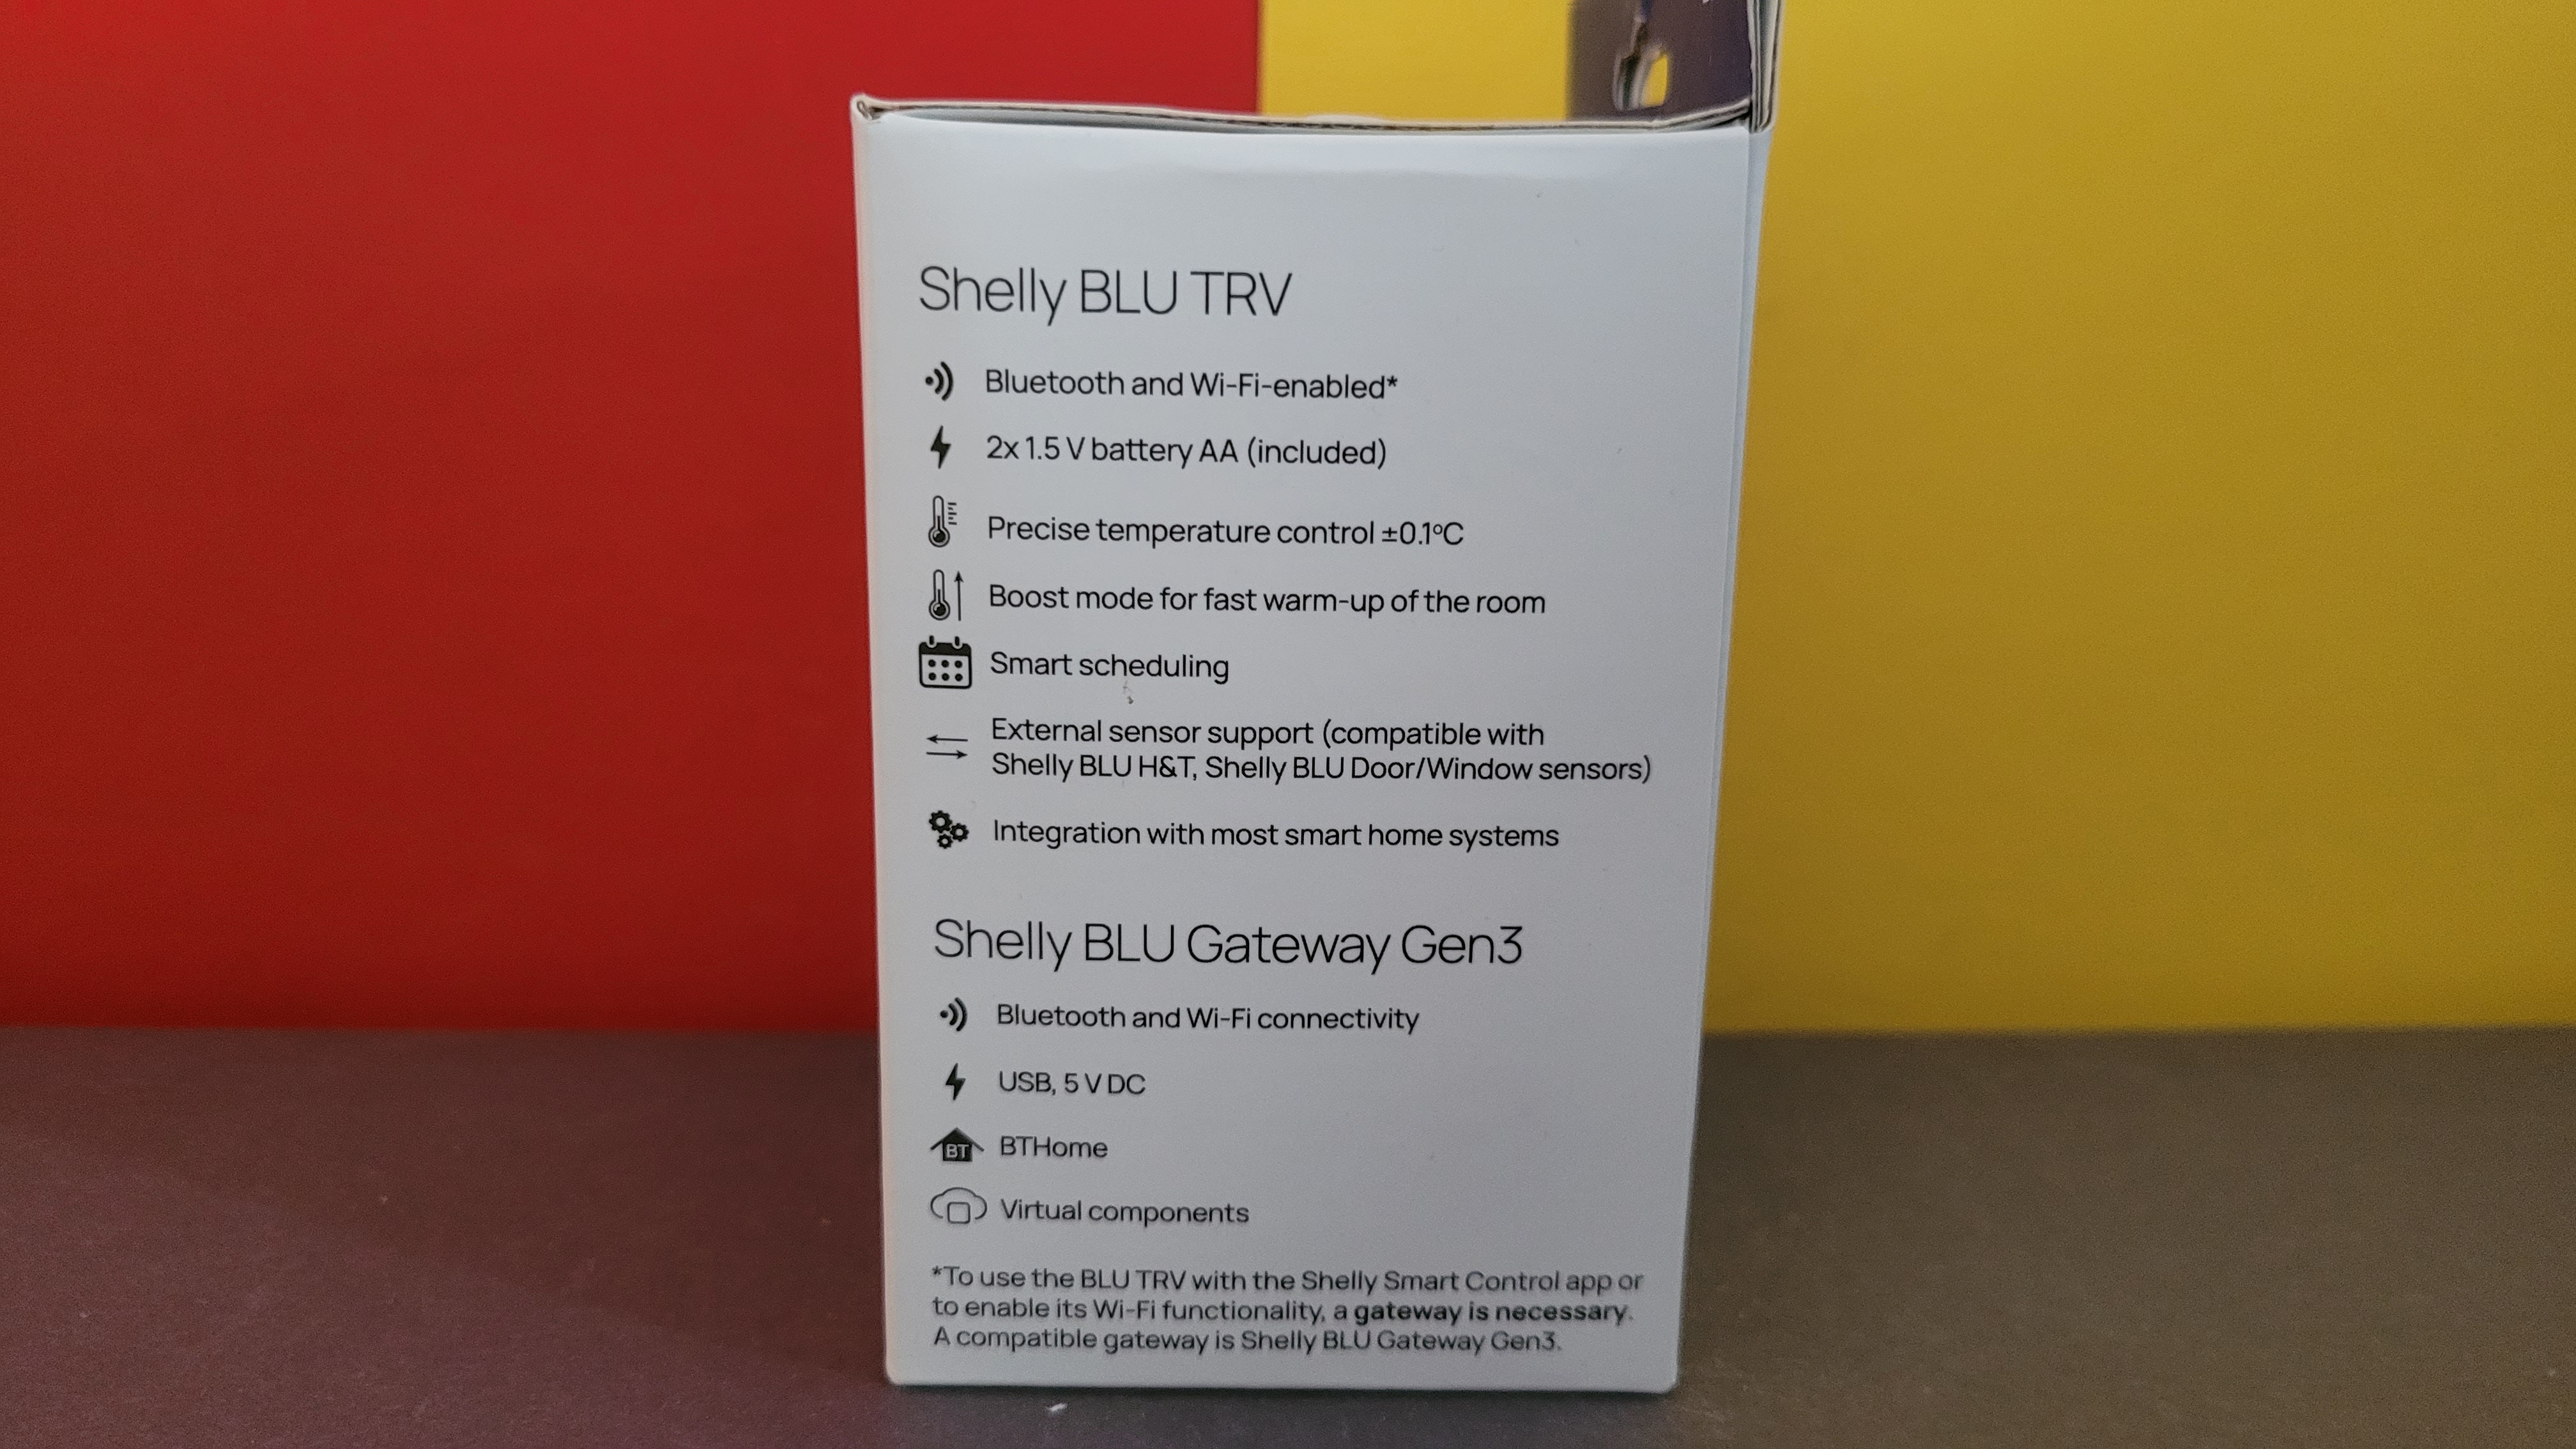 Shelly BLU TRV
Bluetooth and Wi-Fi-enabled*
2x 1.5 V battery AA (included)
Precise temperature control ±0.1°C
Boost mode for fast warm-up of the room
Smart scheduling
External sensor support (compatible with
Shelly BLU H&T, Shelly BLU Door/Window sensors)
Integration with most smart home systems
Shelly BLU Gateway Gen3
Bluetooth and Wi-Fi connectivity
USB, 5 V DC
BT BTHome
Virtual components
*To use the BLU TRV with the Shelly Smart Control app or
to enable its Wi-Fi functionality, a gateway is necessary.
A compatible gateway is Shelly BLU Gateway Gen3.